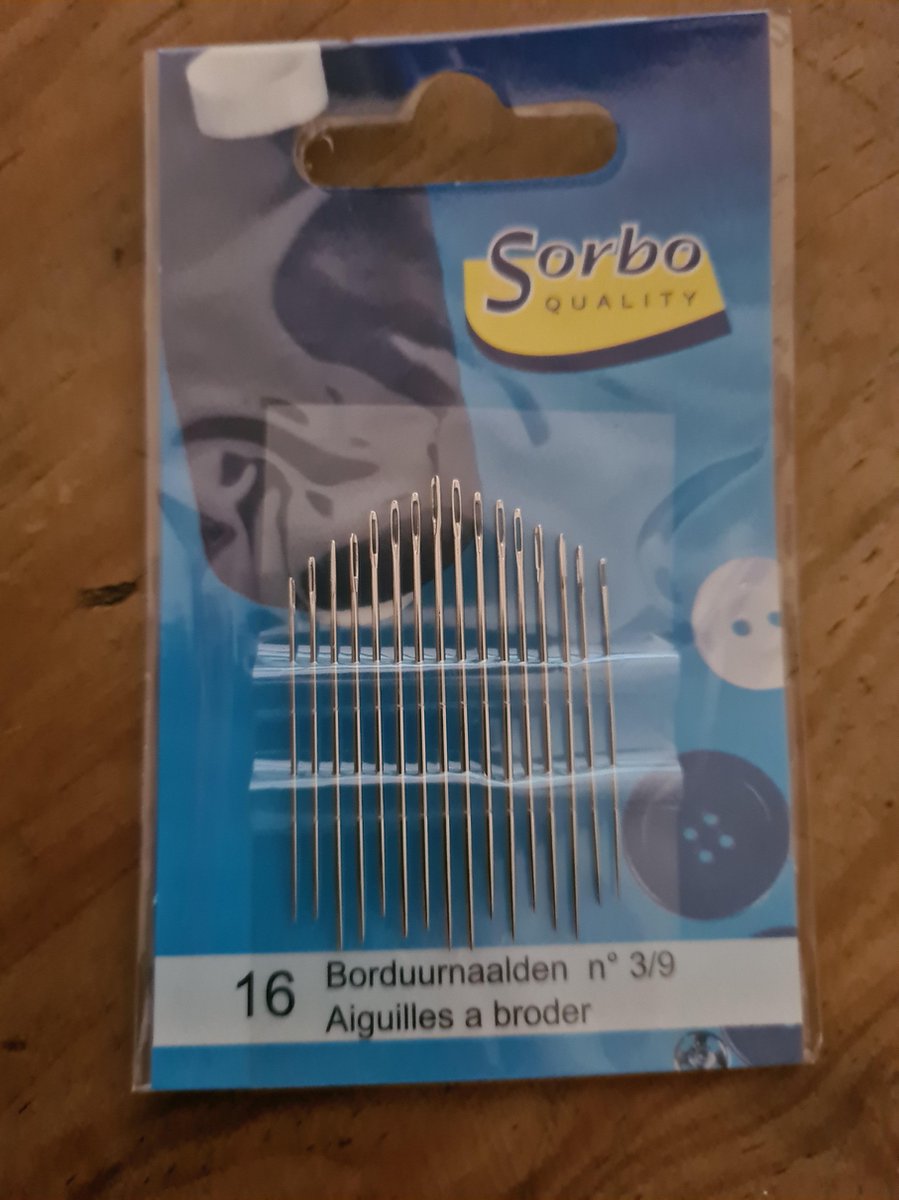 Sorbo
QUALITY
16
Borduurnaalden n° 3/9
Aiguilles a broder